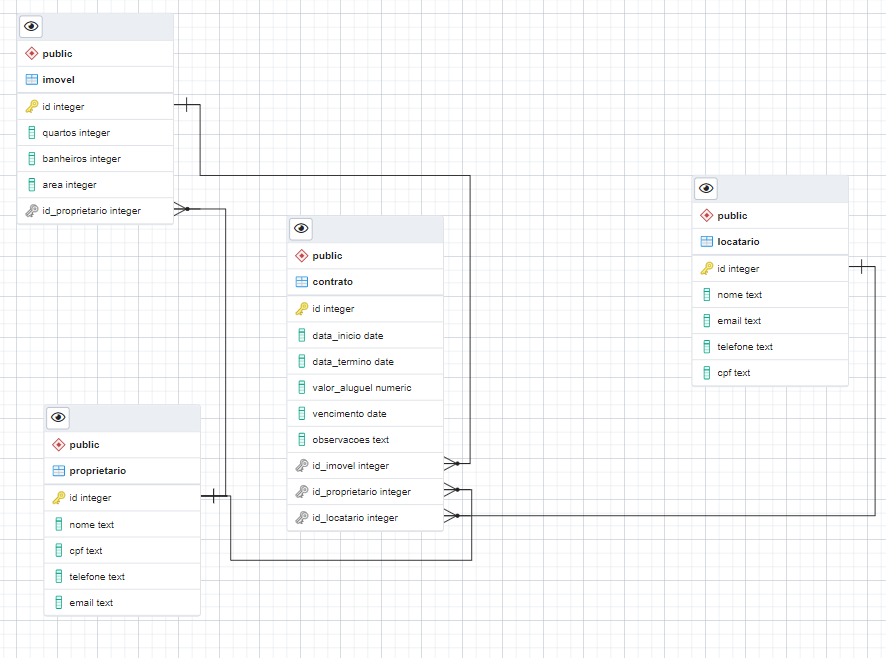 public
imovel
id integer
quartos integer
banheiros integer
area integer
id_proprietario integer
public
contrato
id integer
data_inicio date
data_termino date
valor_aluguel numeric
vencimento date
observacoes text
id_imovel integer
id_proprietario integer
id_locatario integer
public
locatario
id integer
nome text
email text
telefone text
cpf text
public
proprietario
id integer
nome text
cpf text
telefone text
email text